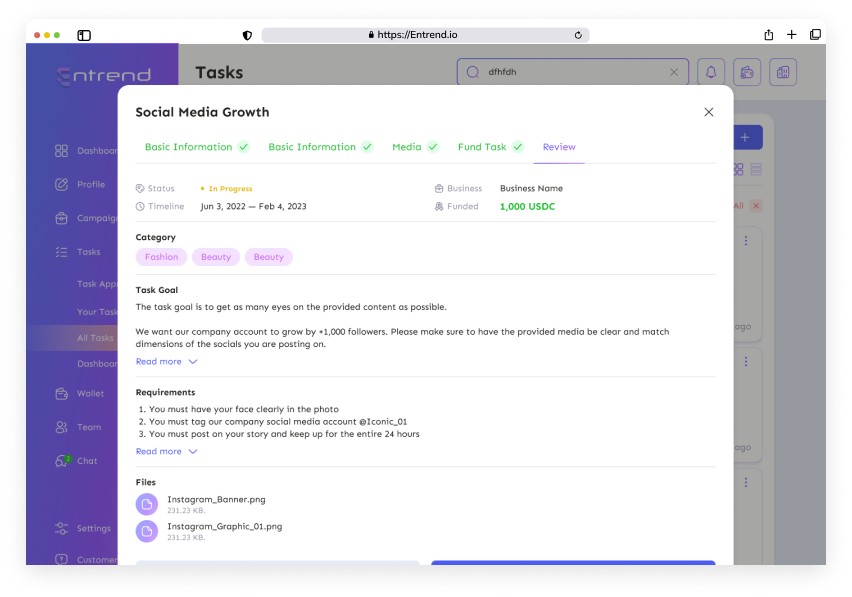 https://Entrend.io
Entrend
Tasks
dfhfdh
Social Media Growth
Basic Information
Basic Information
Media
Fund Task
Review
Status
In Progress
Business
Business Name
Timeline
Jun 3, 2022 — Feb 4, 2023
Funded
1,000 USDC
Category
Fashion
Beauty
Beauty
Task Goal
The task goal is to get as many eyes on the provided content as possible.
We want our company account to grow by +1,000 followers. Please make sure to have the provided media be clear and match
dimensions of the socials you are posting on.
Read more
Requirements
1. You must have your face clearly in the photo
2. You must tag our company social media account @Iconic_01
3. You must post on your story and keep up for the entire 24 hours
Read more
Files
Instagram_Banner.png
231.23 KB.
Instagram_Graphic_01.png
231.23 KB.
Dashboar
Profile
Campaig
Tasks
Task App
Your Task
All Tasks
Dashboar
Wallet
Team
2
Chat
Settings
Customer
All
ago
ago